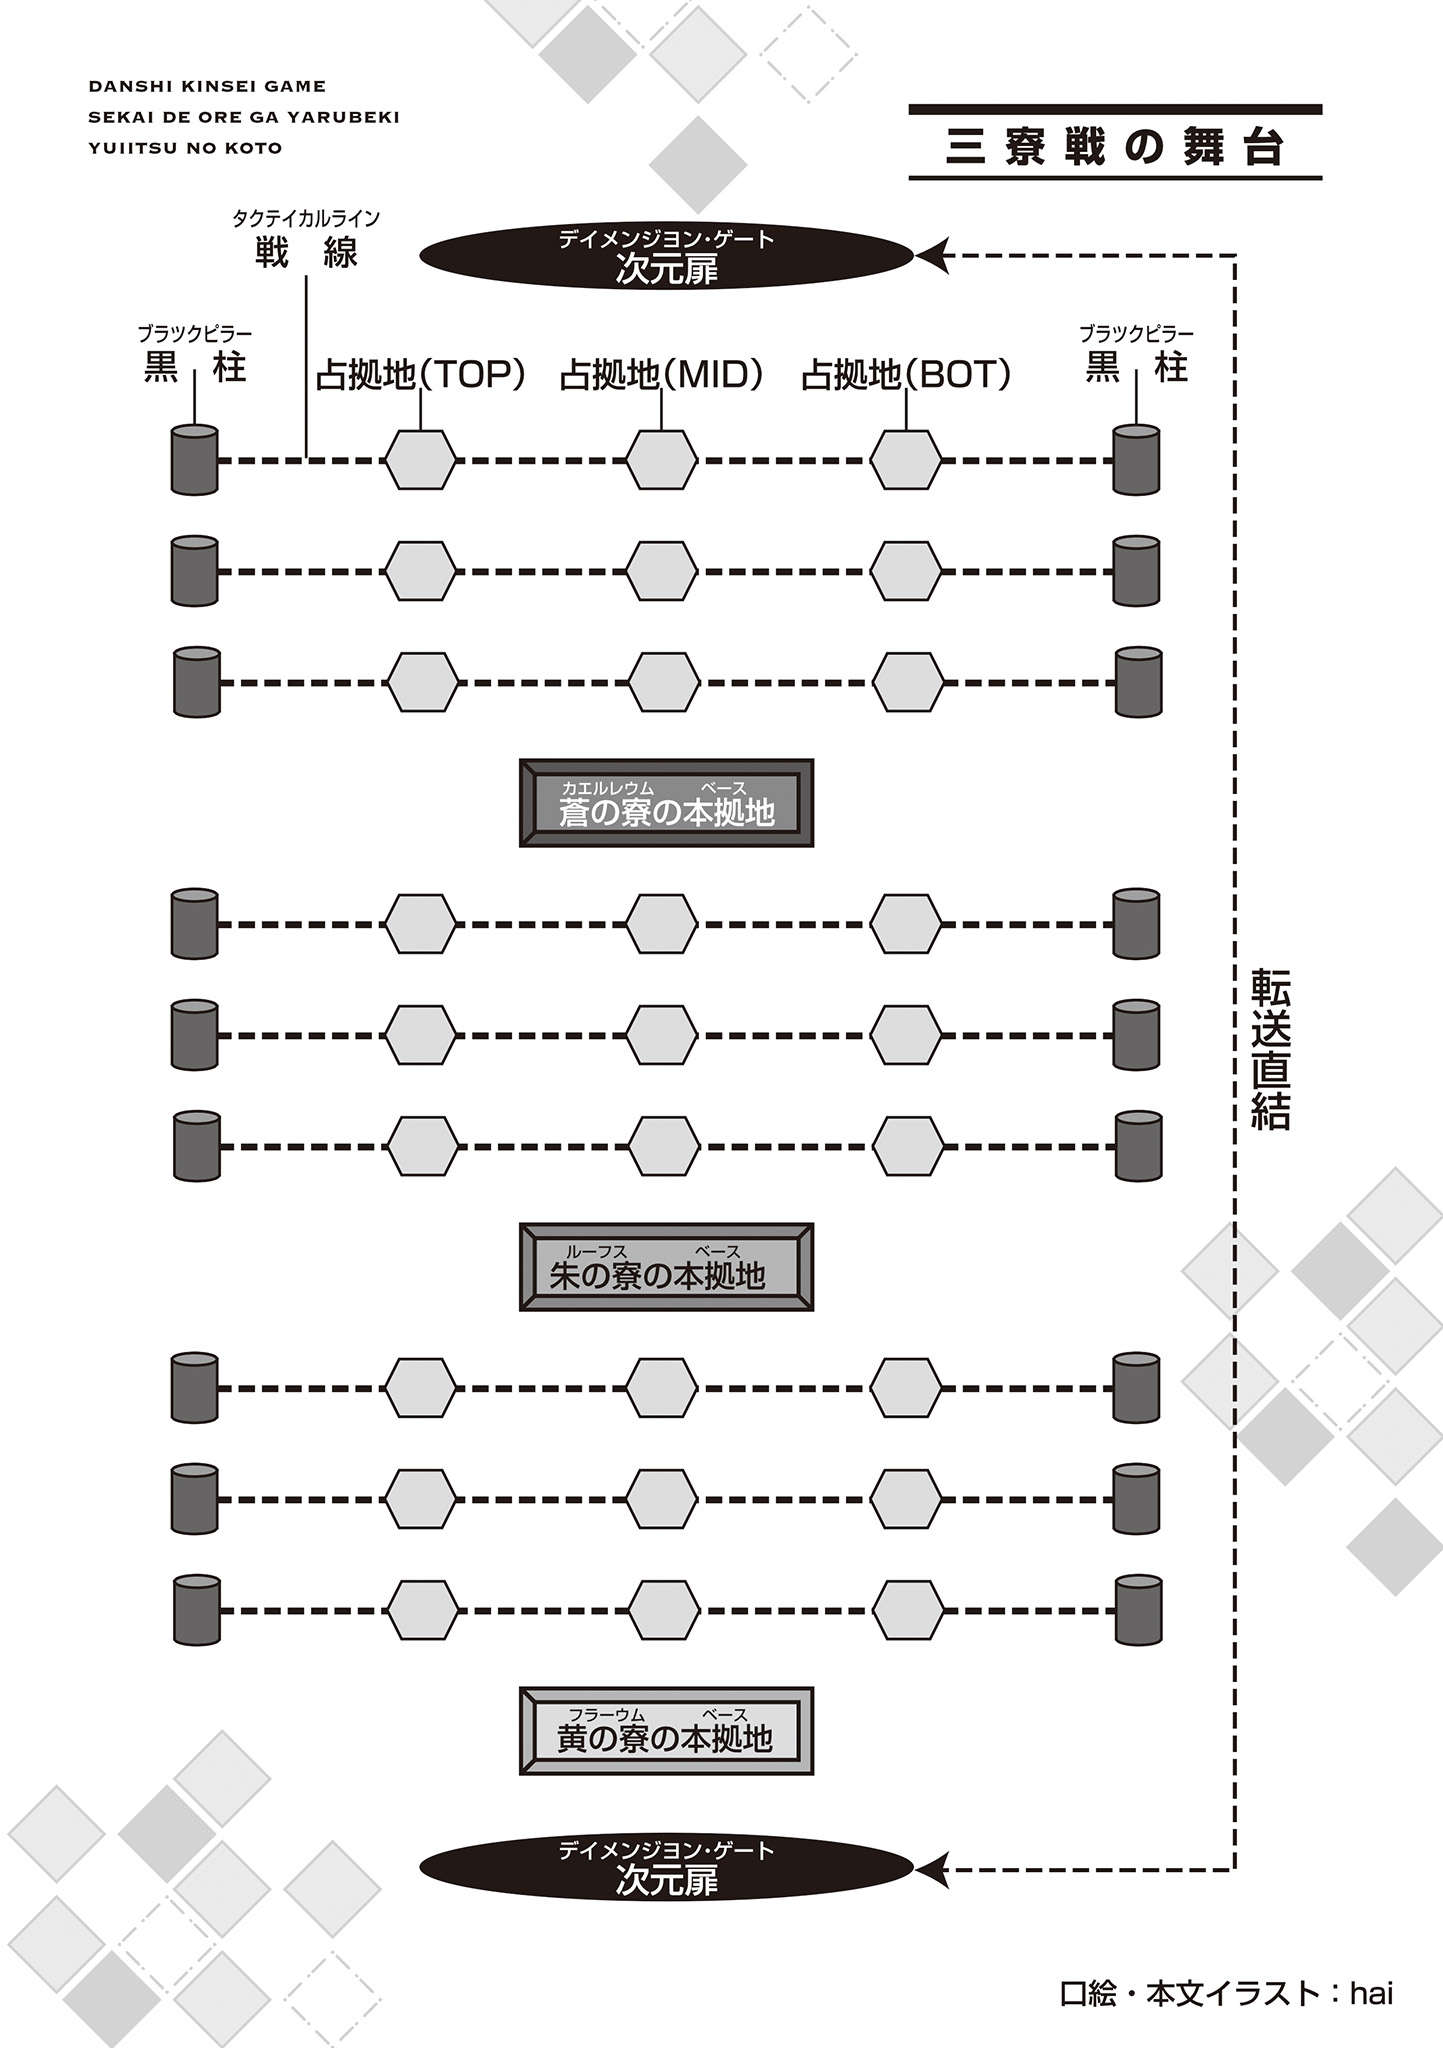 DANSHI KINSEI GAME
SEKAI DE ORE GA YARUBEKI
YUIITSU NO KOTO
三寮戦の舞台
タクティカルライン
戦線
ディメンジョン・ゲート
次元扉
ブラックピラー
黒柱
ブラックピラー
黒柱
占拠地(TOP)
占拠地(MID)
占拠地(BOT)
カエルレウム ベース
蒼の寮の本拠地
転送直結
ルーフス ベース
朱の寮の本拠地
フラーウム ベース
黄の寮の本拠地
ディメンジョン・ゲート
次元扉
口絵・本文イラスト：hai